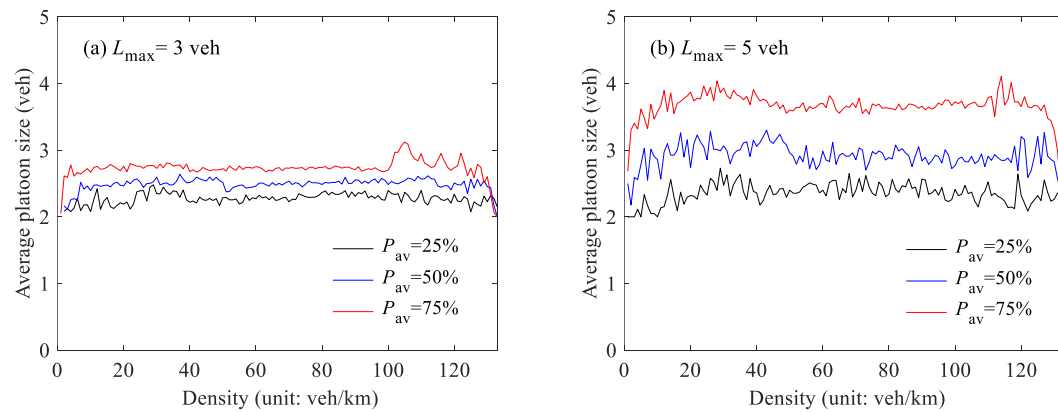 (a) Lmax= 3 veh
Average platoon size (veh)
5
4
3
2
1
0
Pav=25%
Pav=50%
Pav=75%
0 20 40 60 80 100 120
Density (unit: veh/km)
(b) Lmax= 5 veh
Average platoon size (veh)
5
4
3
2
1
0
Pav=25%
Pav=50%
Pav=75%
0 20 40 60 80 100 120
Density (unit: veh/km)